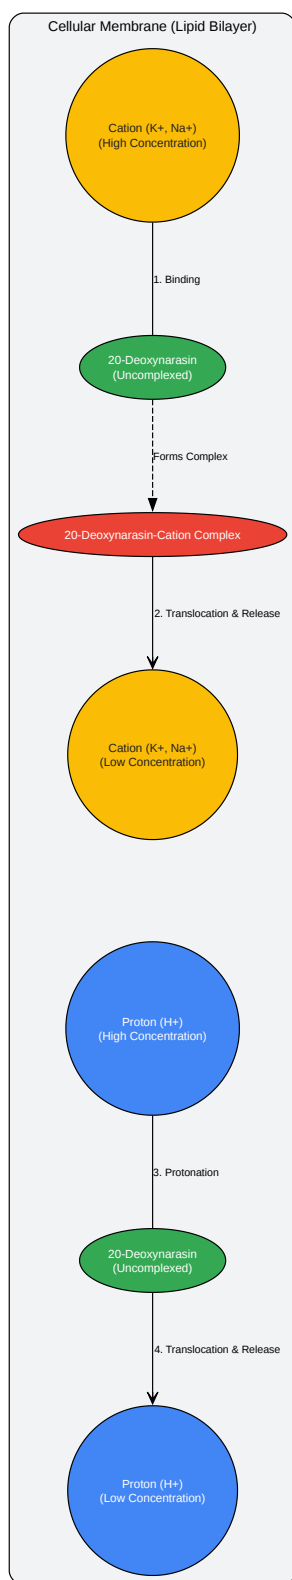 Cellular Membrane (Lipid Bilayer)
Cation (K+, Na+)
(High Concentration)
1. Binding
20-Deoxynarasin
(Uncomplexed)
Forms Complex
20-Deoxynarasin-Cation Complex
2. Translocation & Release
Cation (K+, Na+)
(Low Concentration)
Proton (H+)
(High Concentration)
3. Protonation
20-Deoxynarasin
(Uncomplexed)
4. Translocation & Release
Proton (H+)
(Low Concentration)